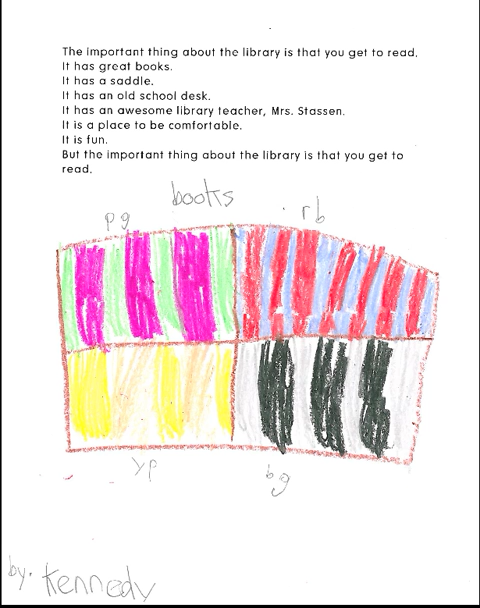 The important thing about the library is that you get to read.
It has great books.
It has a saddle.
It has an old school desk.
It has an awesome library teacher, Mrs. Stassen.
It is a place to be comfortable.
It is fun.
But the important thing about the library is that you get to
read.
books
pg
rb
yp
bg
by. Kennedy